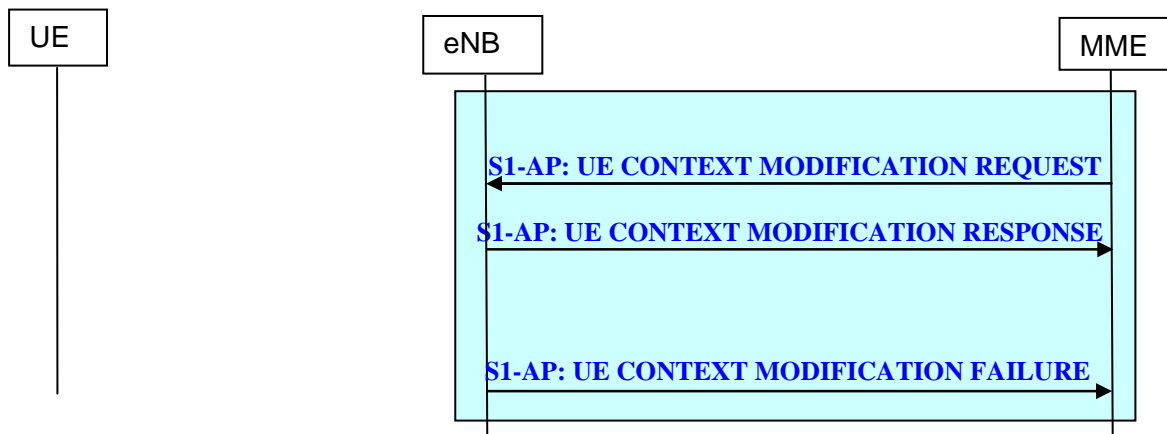 UE
eNB
MME
S1-AP: UE CONTEXT MODIFICATION REQUEST
S1-AP: UE CONTEXT MODIFICATION RESPONSE
S1-AP: UE CONTEXT MODIFICATION FAILURE